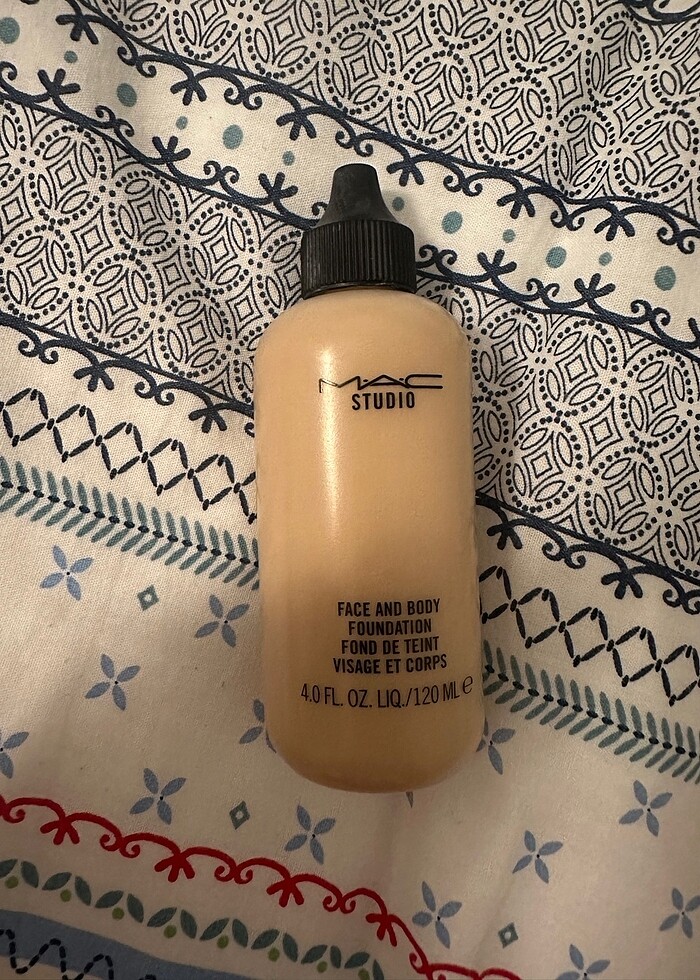 MAC
STUDIO
FACE AND BODY
FOUNDATION
FOND DE TEINT
VISAGE ET CORPS
4.0 FL. OZ. LIQ./120 ML ℮